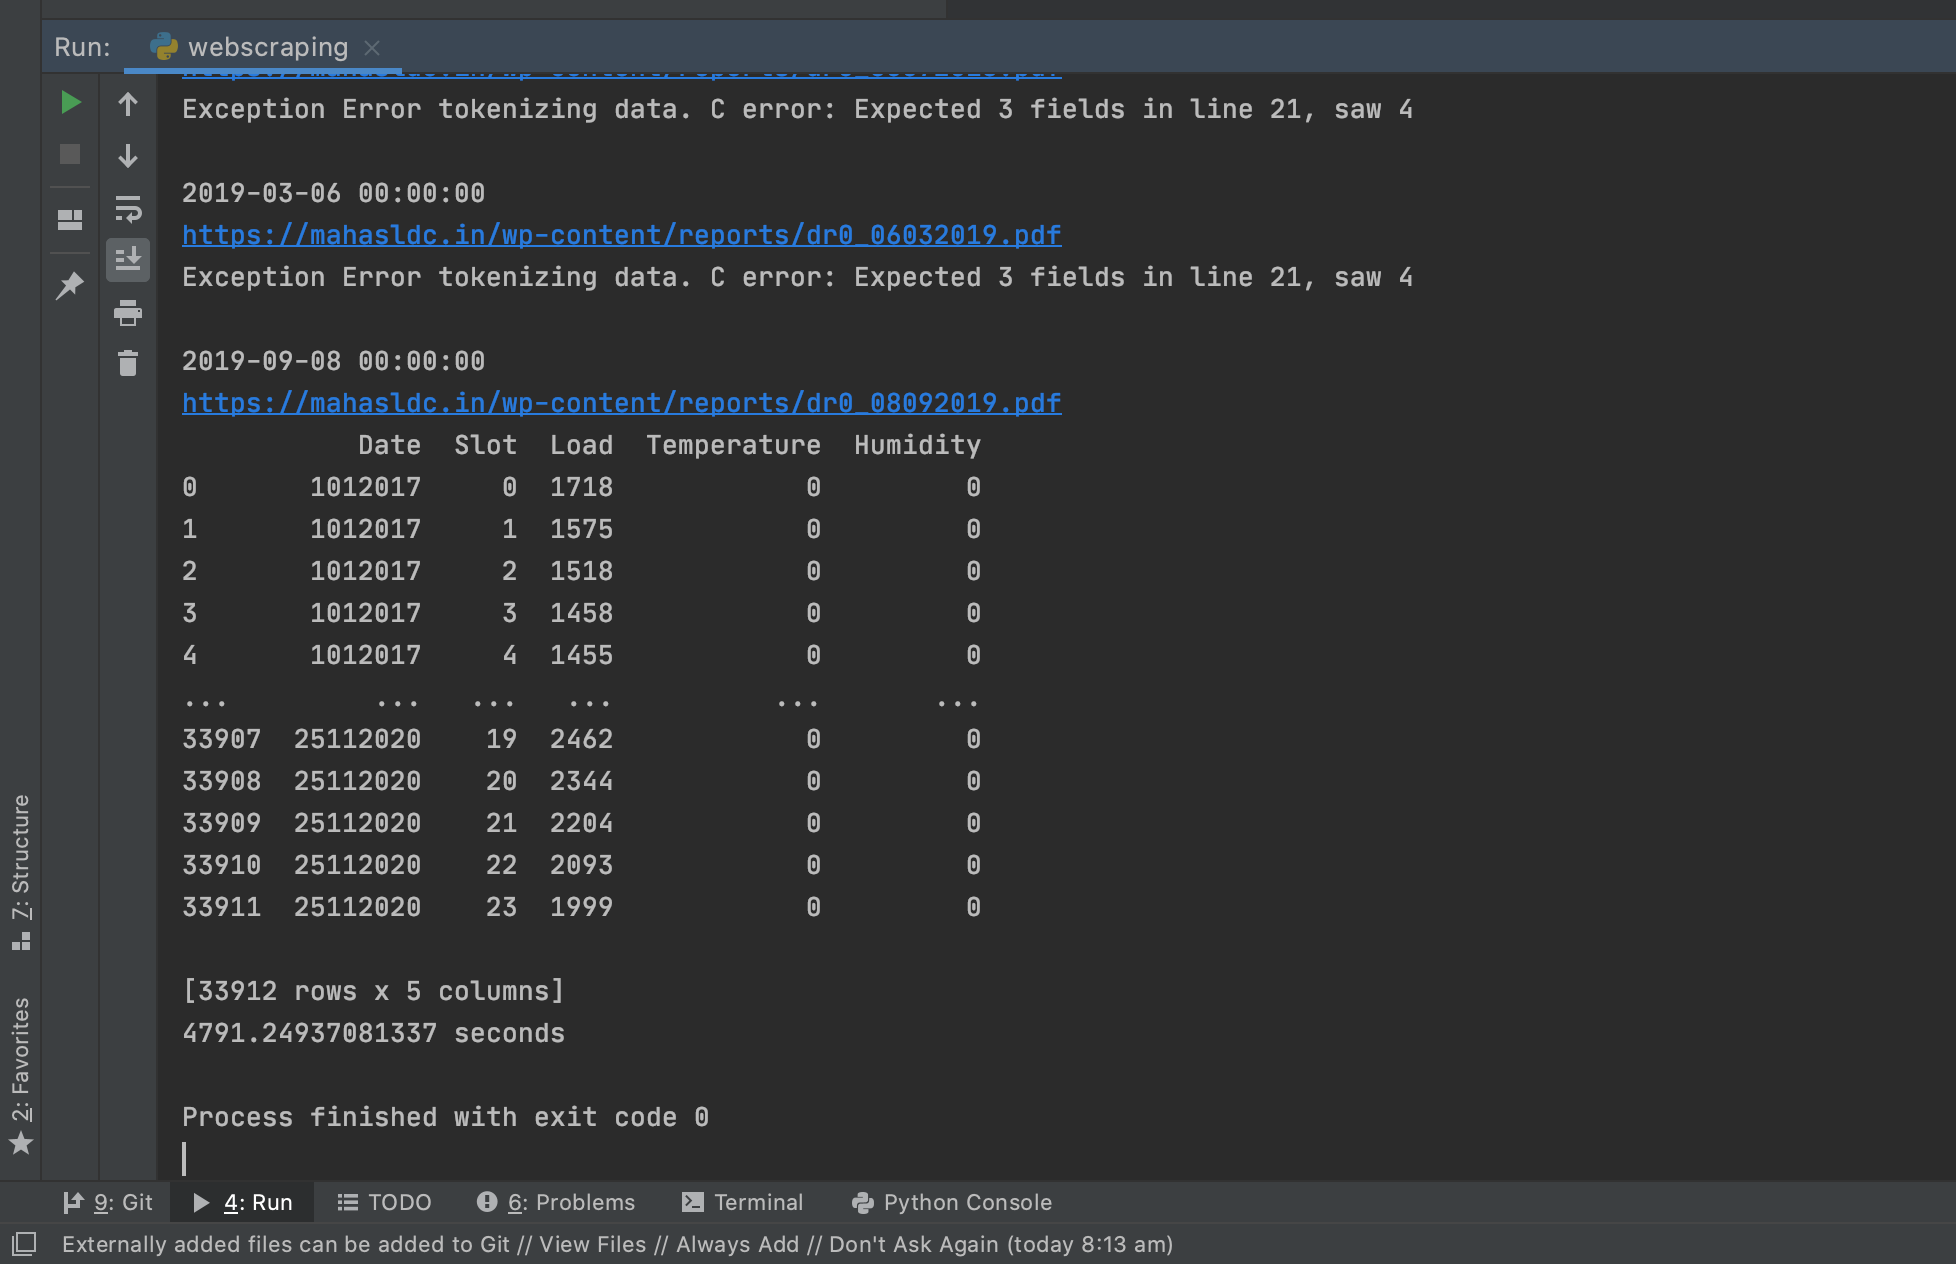 Run: webscraping
Exception Error tokenizing data. C error: Expected 3 fields in line 21, saw 4
2019-03-06 00:00:00
https://mahasldc.in/wp-content/reports/dr0_06032019.pdf
Exception Error tokenizing data. C error: Expected 3 fields in line 21, saw 4
2019-09-08 00:00:00
https://mahasldc.in/wp-content/reports/dr0_08092019.pdf
Date Slot Load Temperature Humidity
0 1012017 0 1718 0 0
1 1012017 1 1575 0 0
2 1012017 2 1518 0 0
3 1012017 3 1458 0 0
4 1012017 4 1455 0 0
... ... ... ... ... ...
33907 25112020 19 2462 0 0
33908 25112020 20 2344 0 0
33909 25112020 21 2204 0 0
33910 25112020 22 2093 0 0
33911 25112020 23 1999 0 0
[33912 rows x 5 columns]
4791.24937081337 seconds
Process finished with exit code 0
7: Structure
2: Favorites
9: Git 4: Run TODO 6: Problems Terminal Python Console
Externally added files can be added to Git // View Files // Always Add // Don't Ask Again (today 8:13 am)